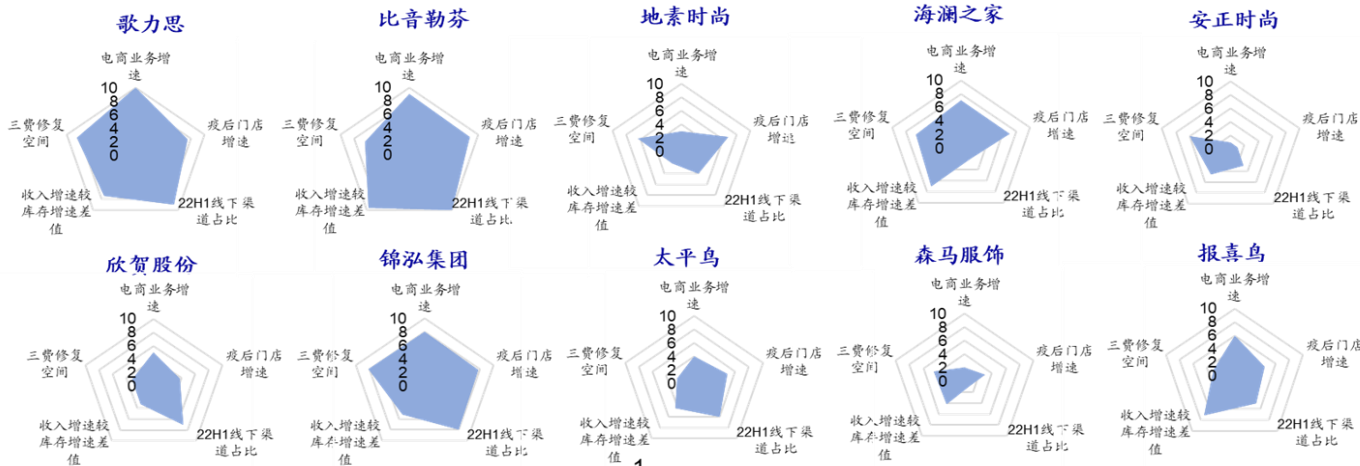 歌力思
电商业务增
速
10
8
6
4
2
0
疫后门店
增速
22H1线下渠
道占比
收入增速较
库存增速差
值
三费修复
空间
比音勒芬
电商业务增
速
10
8
6
4
2
0
疫后门店
增速
22H1线下渠
道占比
收入增速较
库存增速差
值
三费修复
空间
地素时尚
电商业务增
速
10
8
6
4
2
0
疫后门店
增速
22H1线下渠
道占比
收入增速较
库存增速差
值
三费修复
空间
海澜之家
电商业务增
速
10
8
6
4
2
0
疫后门店
增速
22H1线下渠
道占比
收入增速较
库存增速差
值
三费修复
空间
安正时尚
电商业务增
速
10
8
6
4
2
0
疫后门店
增速
22H1线下渠
道占比
收入增速较
库存增速差
值
三费修复
空间
欣贺股份
电商业务增
速
10
8
6
4
2
0
疫后门店
增速
22H1线下渠
道占比
收入增速较
库存增速差
值
三费修复
空间
锦泓集团
电商业务增
速
10
8
6
4
2
0
疫后门店
增速
22H1线下渠
道占比
收入增速较
库存增速差
值
三费修复
空间
太平鸟
电商业务增
速
10
8
6
4
2
0
疫后门店
增速
22H1线下渠
道占比
收入增速较
库存增速差
值
三费修复
空间
森马服饰
电商业务增
速
10
8
6
4
2
0
疫后门店
增速
22H1线下渠
道占比
收入增速较
库存增速差
值
三费修复
空间
报喜鸟
电商业务增
速
10
8
6
4
2
0
疫后门店
增速
22H1线下渠
道占比
收入增速较
库存增速差
值
三费修复
空间